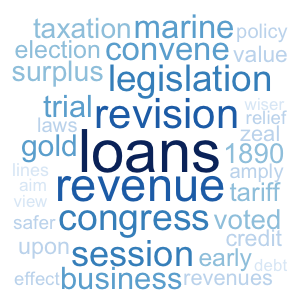 taxation marine policy
election convene value
surplus legislation
trial revision wiser
laws relief
gold loans zeal
1890
lines revenue amply
aim tariff
view congress voted
safer credit
upon session early debt
effect business revenues